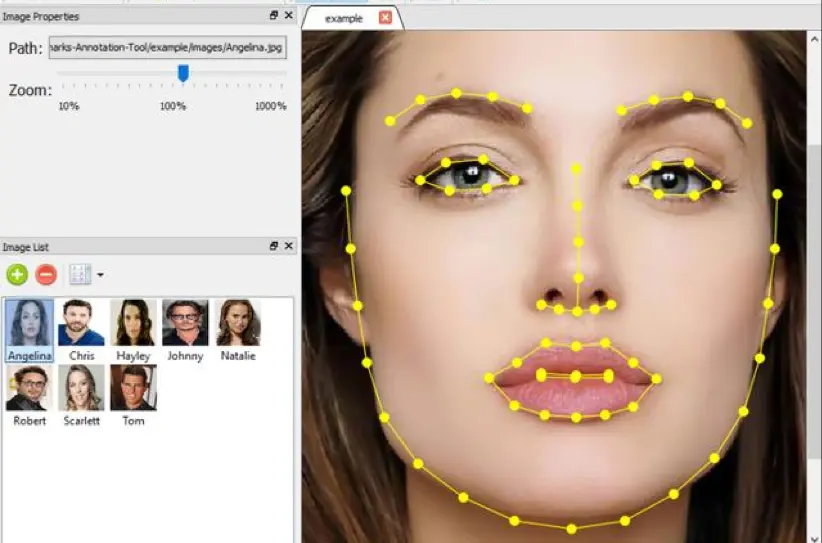 Image Properties
example
Path: marks-Annotation-Tool/example/images/Angelina.jpg
Zoom:
10% 100% 1000%
Image List
Angelina Chris Hayley Johnny Natalie
Robert Scarlett Tom